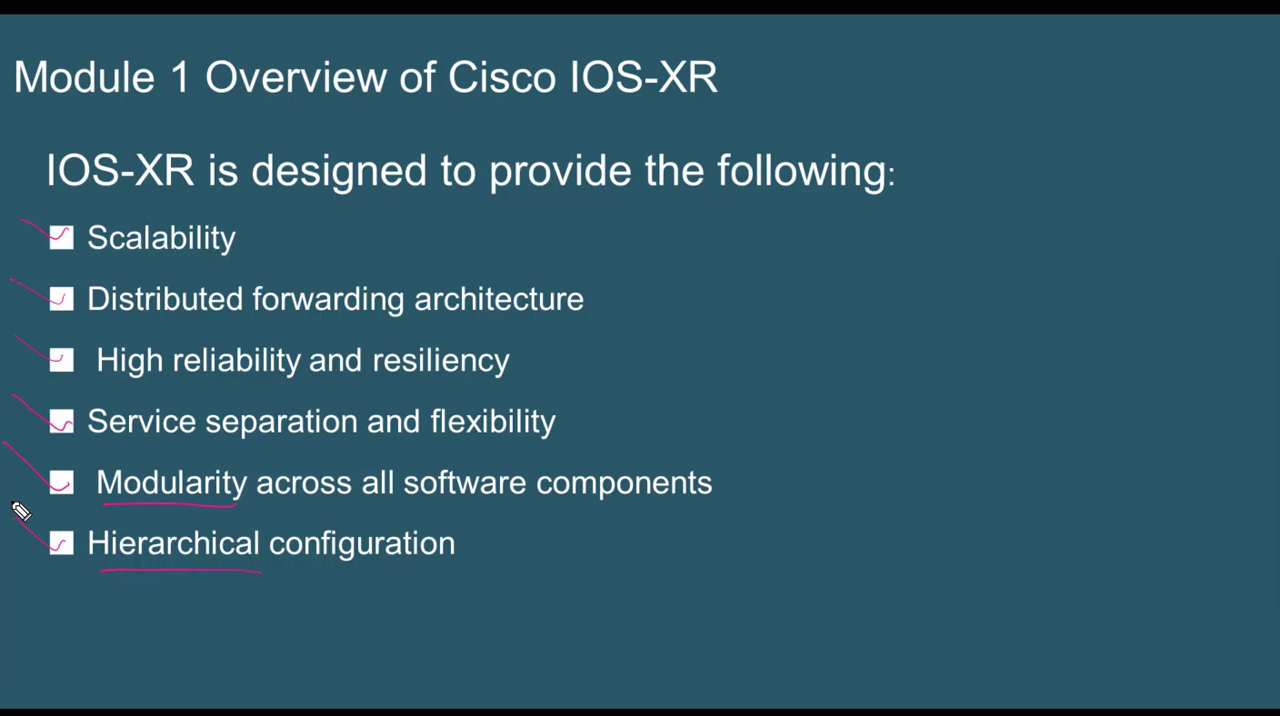 Module 1 Overview of Cisco IOS-XR
IOS-XR is designed to provide the following:
Scalability
Distributed forwarding architecture
High reliability and resiliency
Service separation and flexibility
Modularity across all software components
Hierarchical configuration